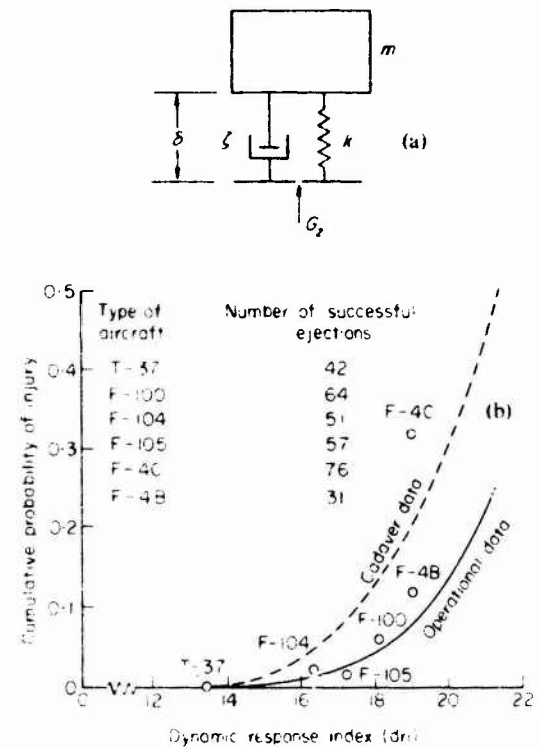 m
δ
ζ
k
(a)
G₂
0·5
0·4
0·3
0·2
0·1
0
Cumulative probability of injury
Type of aircraft Number of successful ejections
T-37 42
F-100 64
F-104 51
F-105 57
F-4C 76
F-4B 31
(b)
F-4C
Cadaver data
F-4B
Operational data
F-100
F-104
F-105
T-37
0 12 14 16 18 20 22
Dynamic response index (dri)